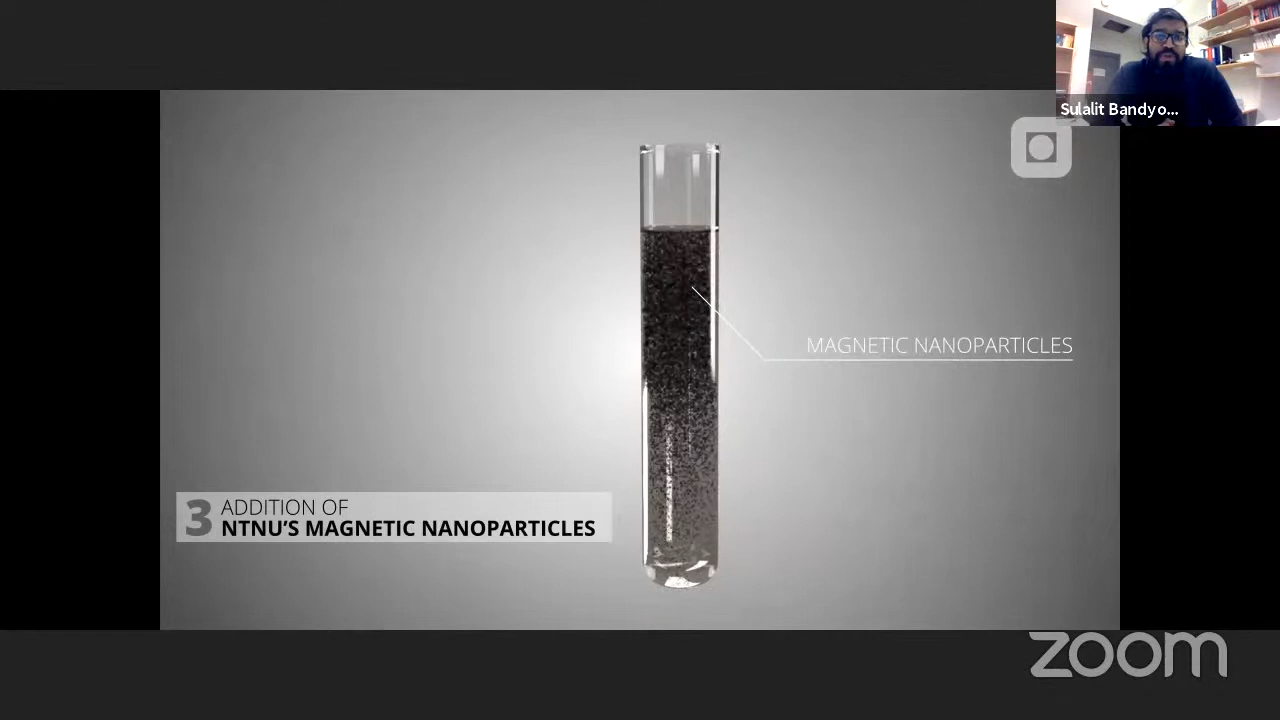 Sulalit Bandyo...
MAGNETIC NANOPARTICLES
3 ADDITION OF
NTNU'S MAGNETIC NANOPARTICLES
zoom